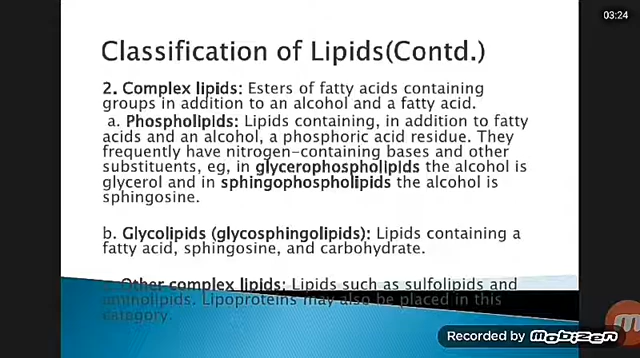 03:24
Classification of Lipids(Contd.)
2. Complex lipids: Esters of fatty acids containing
groups in addition to an alcohol and a fatty acid.
a. Phospholipids: Lipids containing, in addition to fatty
acids and an alcohol, a phosphoric acid residue. They
frequently have nitrogen-containing bases and other
substituents, eg, in glycerophospholipids the alcohol is
glycerol and in sphingophospholipids the alcohol is
sphingosine.
b. Glycolipids (glycosphingolipids): Lipids containing a
fatty acid, sphingosine, and carbohydrate.
Other complex lipids: Lipids such as sulfolipids and
aminolipids. Lipoproteins may also be placed in this
category.
Recorded by Mobizen